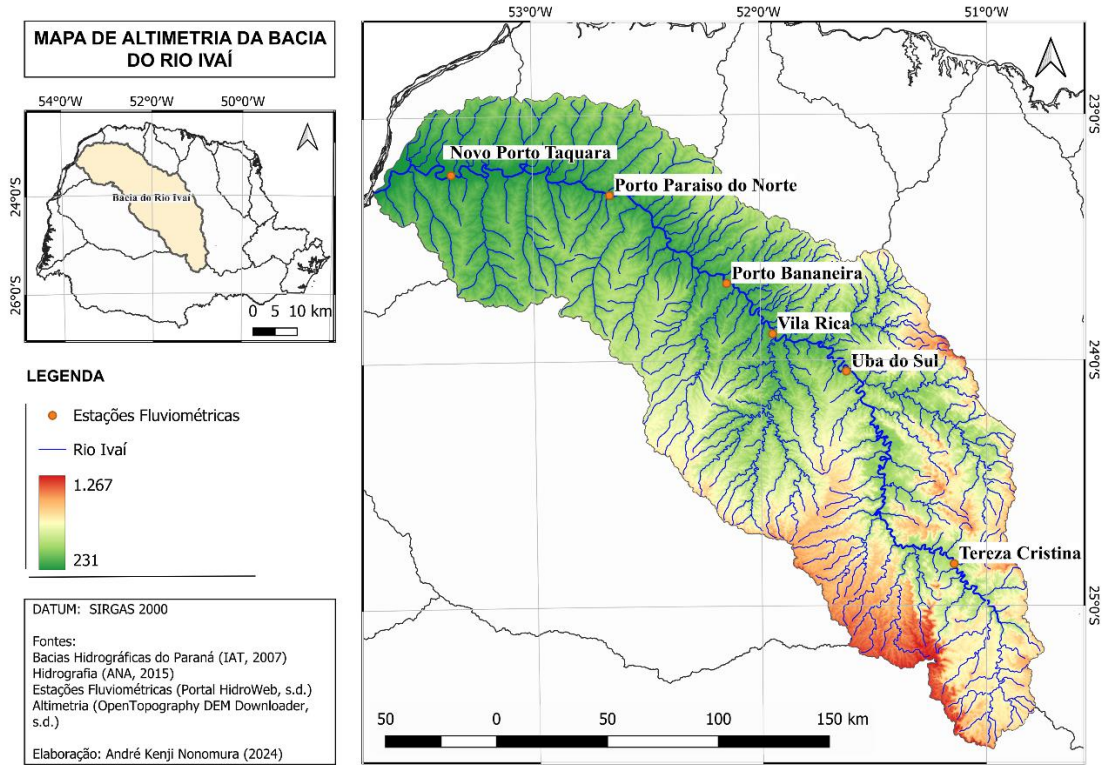 MAPA DE ALTIMETRIA DA BACIA
DO RIO IVAÍ
54°0'W 52°0'W 50°0'W
24°0'S
26°0'S
Bacia do Rio Ivaí
0 5 10 km
LEGENDA
Estações Fluviométricas
Rio Ivaí
1.267
231
DATUM: SIRGAS 2000
Fontes:
Bacias Hidrográficas do Paraná (IAT, 2007)
Hidrografia (ANA, 2015)
Estações Fluviométricas (Portal HidroWeb, s.d.)
Altimetria (OpenTopography DEM Downloader,
s.d.)
Elaboração: André Kenji Nonomura (2024)
53°0'W 52°0'W 51°0'W
23°0'S
24°0'S
25°0'S
Novo Porto Taquara
Porto Paraiso do Norte
Porto Bananeira
Vila Rica
Uba do Sul
Tereza Cristina
50 0 50 100 150 km